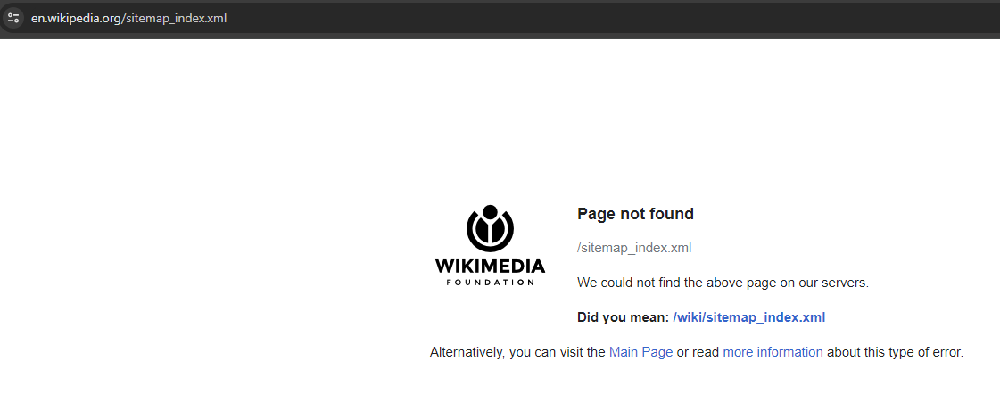 en.wikipedia.org/sitemap_index.xml
WIKIMEDIA
FOUNDATION
Page not found
/sitemap_index.xml
We could not find the above page on our servers.
Did you mean: /wiki/sitemap_index.xml
Alternatively, you can visit the Main Page or read more information about this type of error.